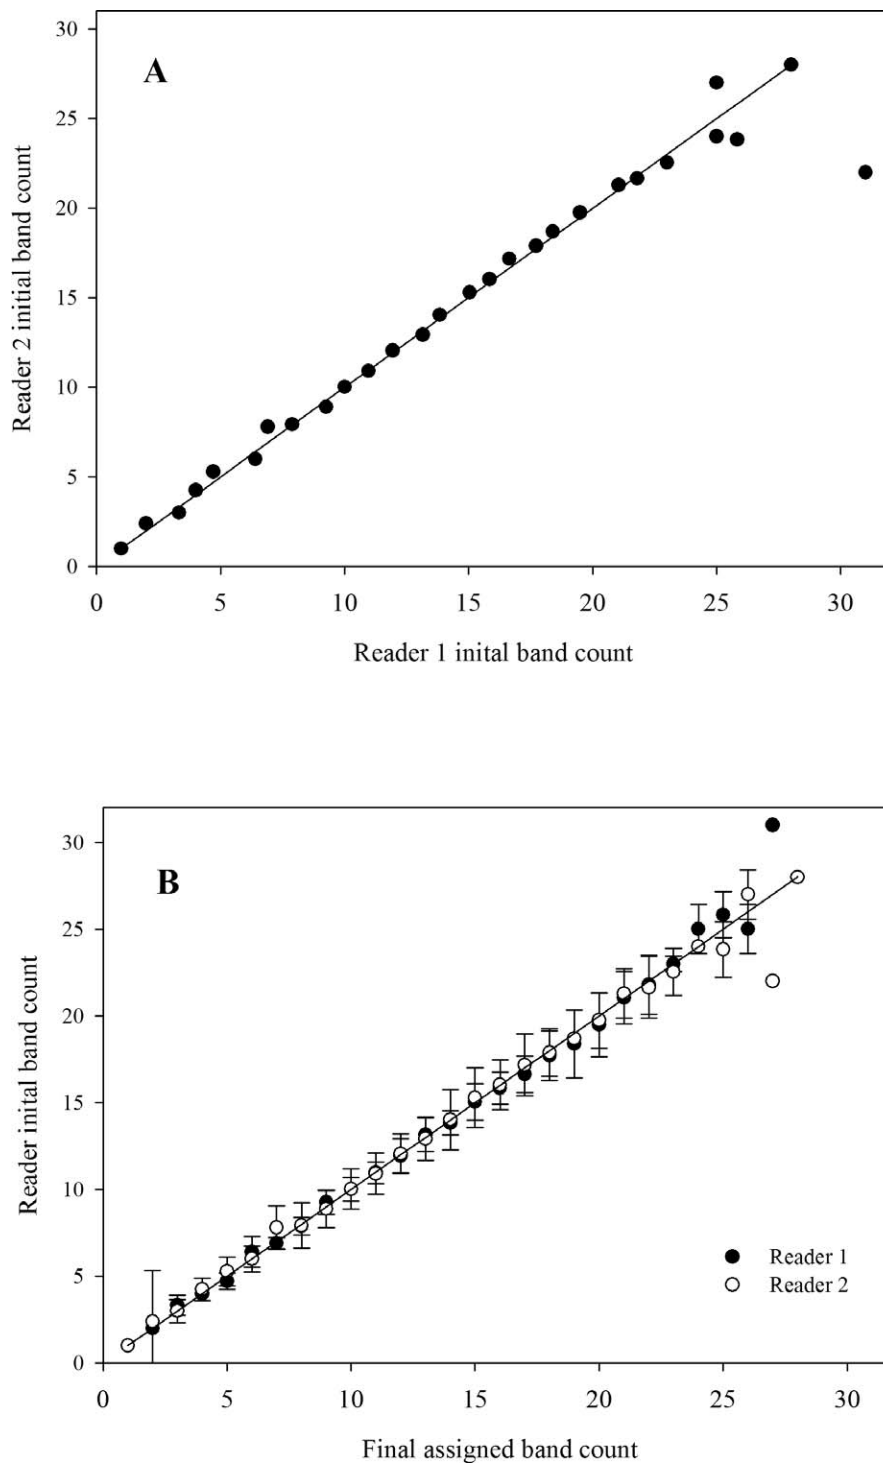 A
30
25
20
15
10
5
0
Reader 2 initial band count
0 5 10 15 20 25 30
Reader 1 inital band count
B
30
25
20
15
10
5
0
Reader inital band count
Reader 1
Reader 2
0 5 10 15 20 25 30
Final assigned band count